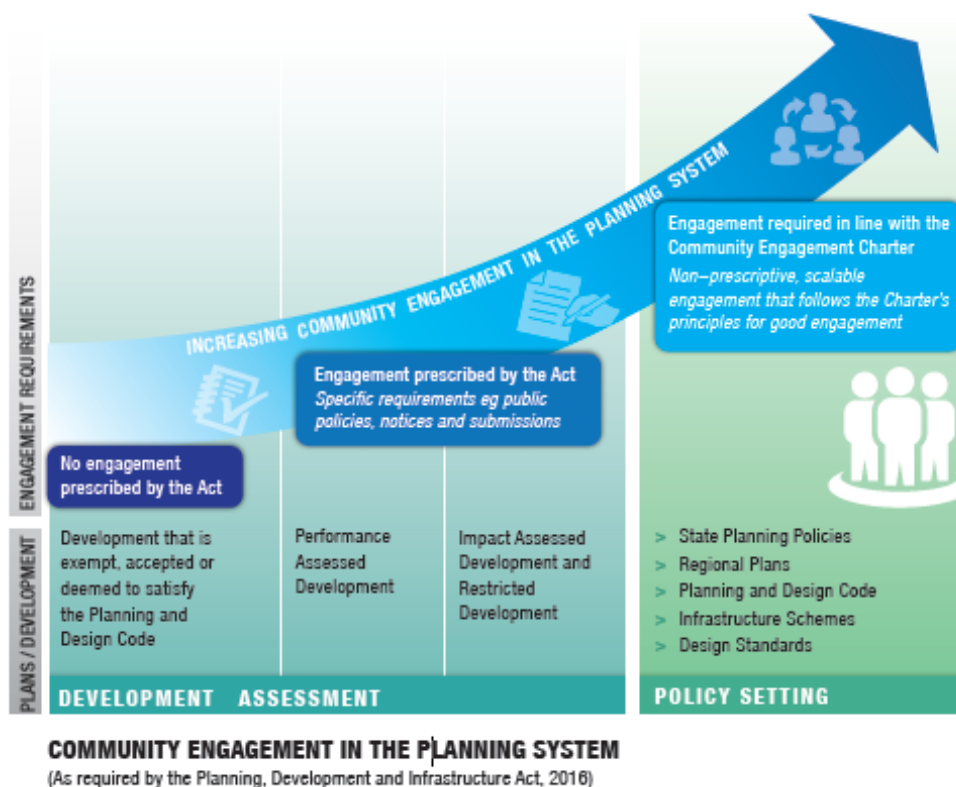 INCREASING COMMUNITY ENGAGEMENT IN THE PLANNING SYSTEM
ENGAGEMENT REQUIREMENTS
No engagement
prescribed by the Act
Engagement prescribed by the Act
Specific requirements eg public
policies, notices and submissions
Engagement required in line with the
Community Engagement Charter
Non–prescriptive, scalable
engagement that follows the Charter's
principles for good engagement
PLANS / DEVELOPMENT
Development that is
exempt, accepted or
deemed to satisfy
the Planning and
Design Code
Performance
Assessed
Development
Impact Assessed
Development and
Restricted
Development
> State Planning Policies
> Regional Plans
> Planning and Design Code
> Infrastructure Schemes
> Design Standards
DEVELOPMENT ASSESSMENT
POLICY SETTING
COMMUNITY ENGAGEMENT IN THE PLANNING SYSTEM
(As required by the Planning, Development and Infrastructure Act, 2016)